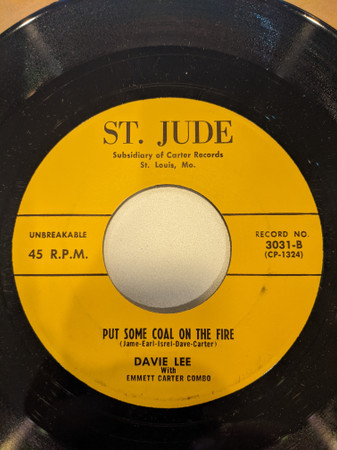 ST. JUDE
Subsidiary of Carter Records
St. Louis, Mo.
UNBREAKABLE
45 R.P.M.
RECORD NO.
3031-B
(CP-1324)
PUT SOME COAL ON THE FIRE
(Jame-Earl-Isrel-Dave-Carter)
DAVIE LEE
With
EMMETT CARTER COMBO